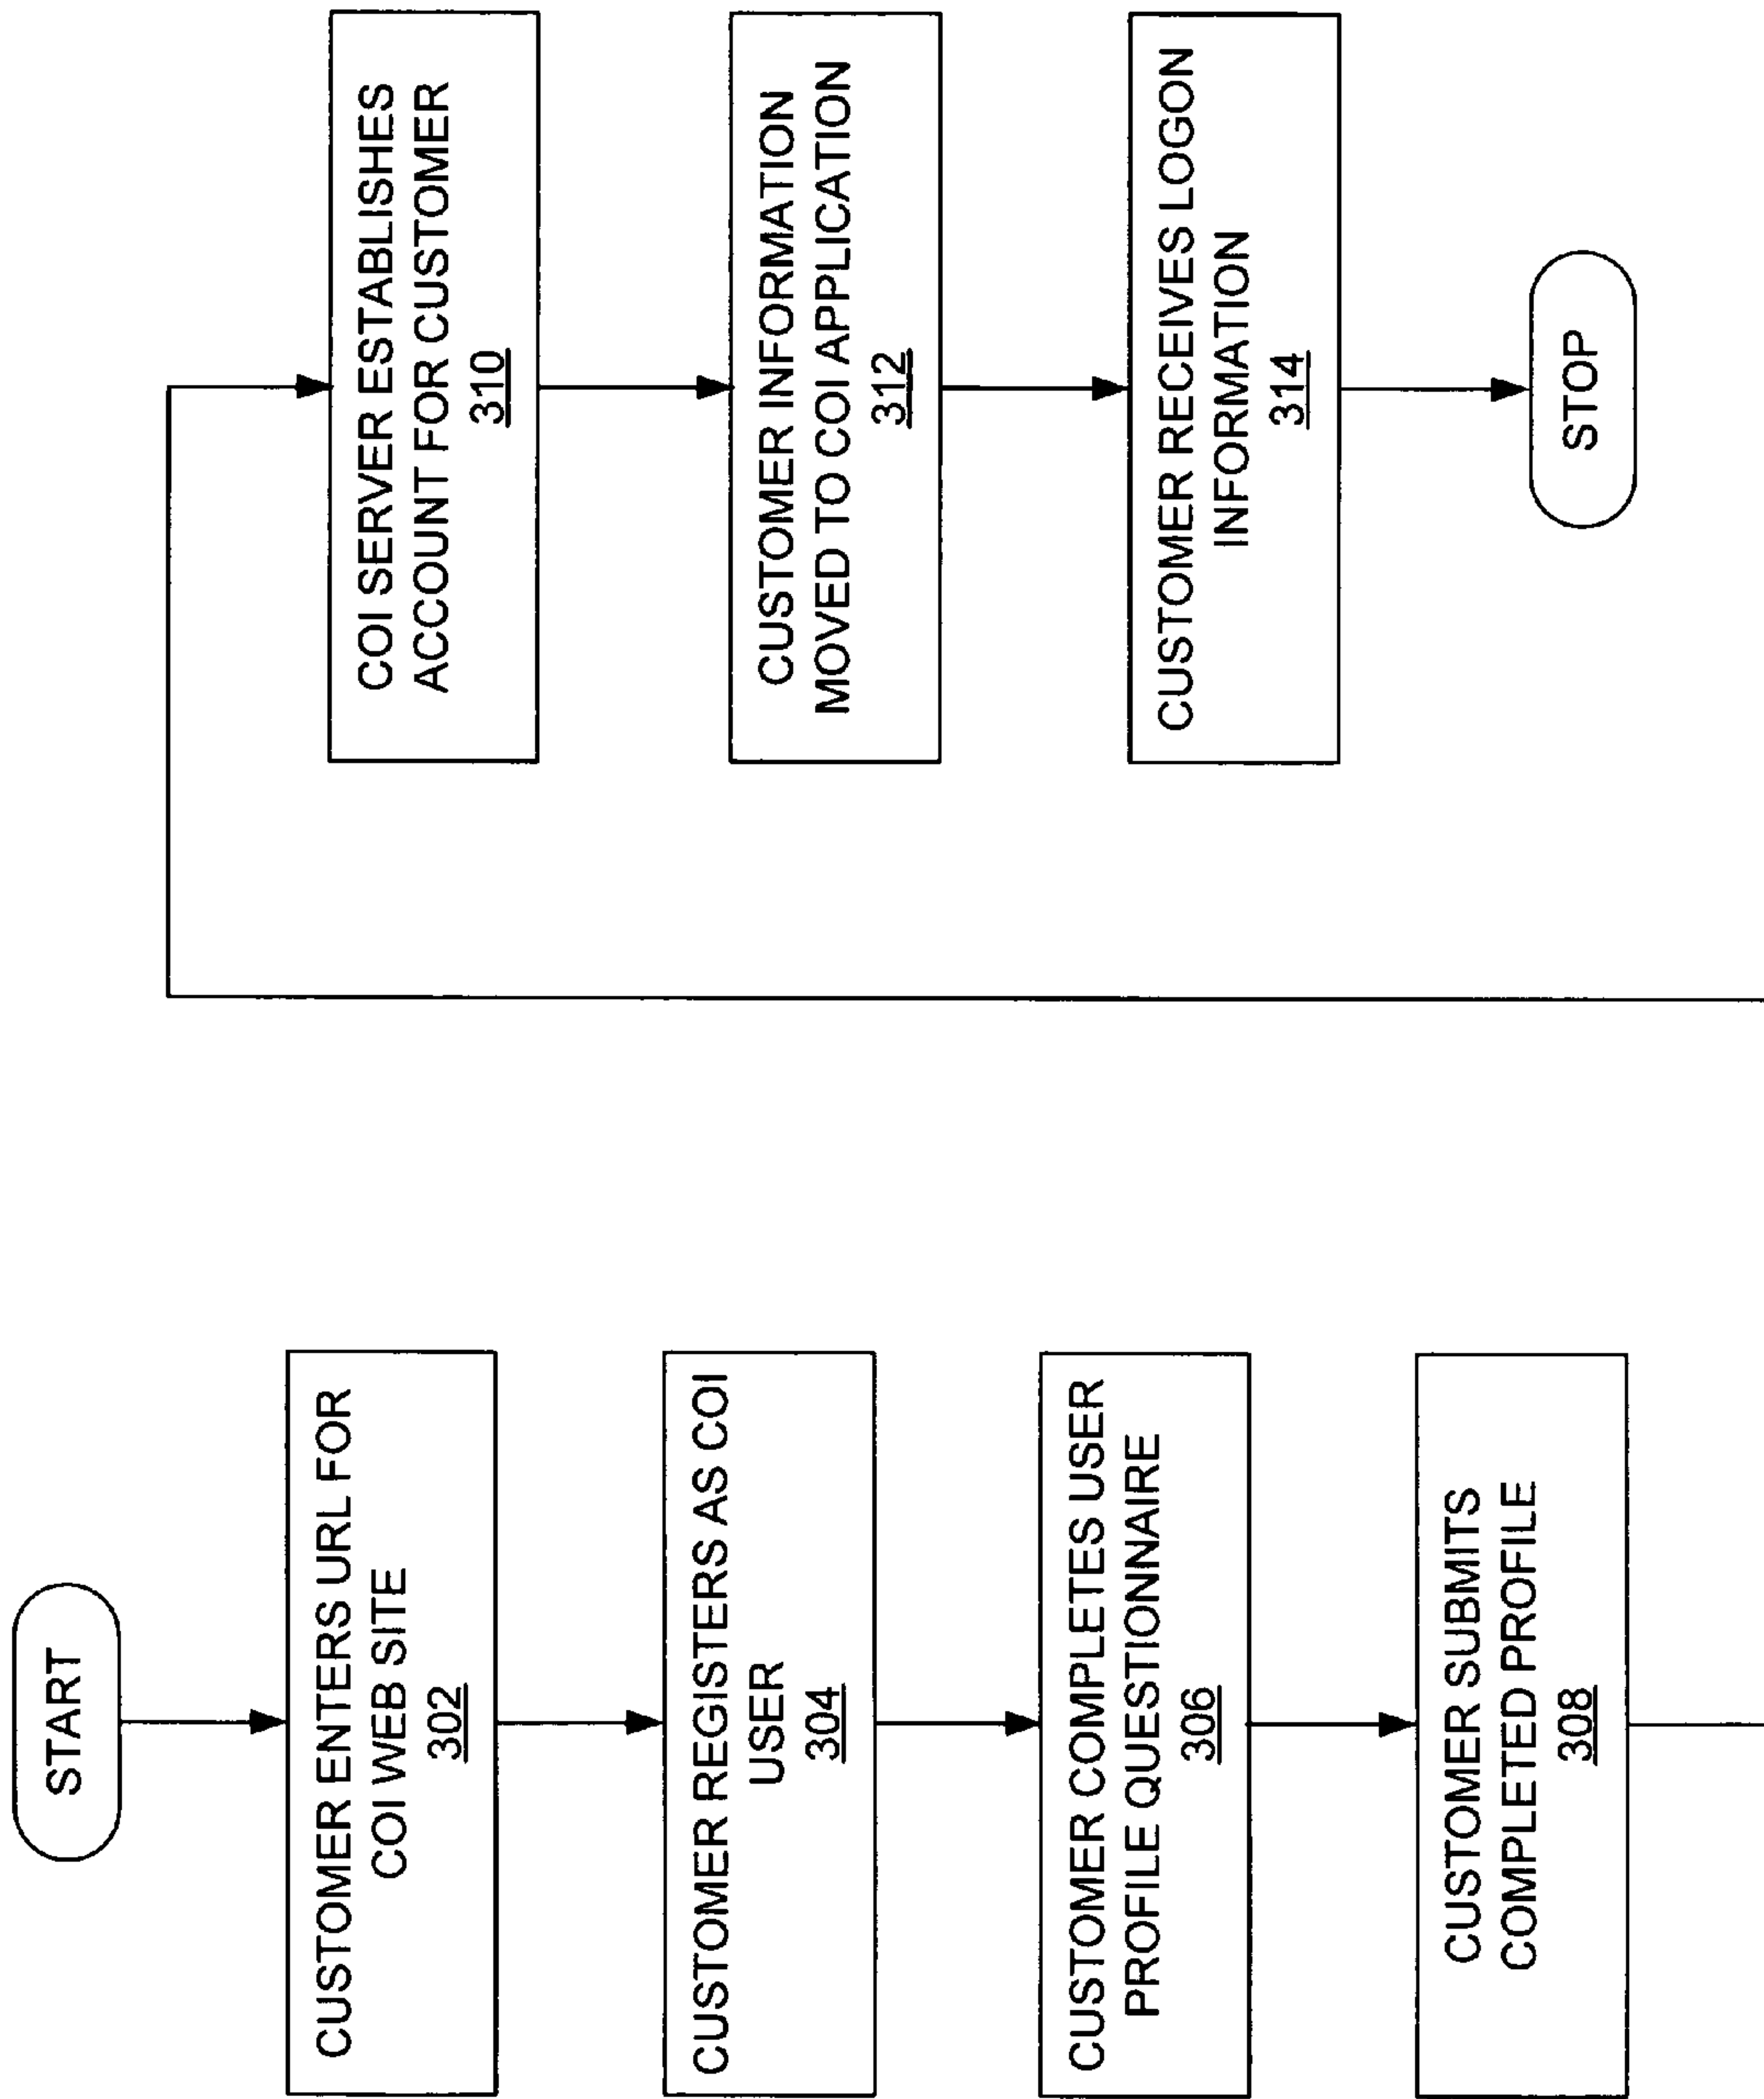 START
CUSTOMER ENTERS URL FOR
COI WEB SITE
302
CUSTOMER REGISTERS AS COI
USER
304
CUSTOMER COMPLETES USER
PROFILE QUESTIONNAIRE
306
CUSTOMER SUBMITS
COMPLETED PROFILE
308
COI SERVER ESTABLISHES
ACCOUNT FOR CUSTOMER
310
CUSTOMER INFORMATION
MOVED TO COI APPLICATION
312
CUSTOMER RECEIVES LOGON
INFORMATION
314
STOP